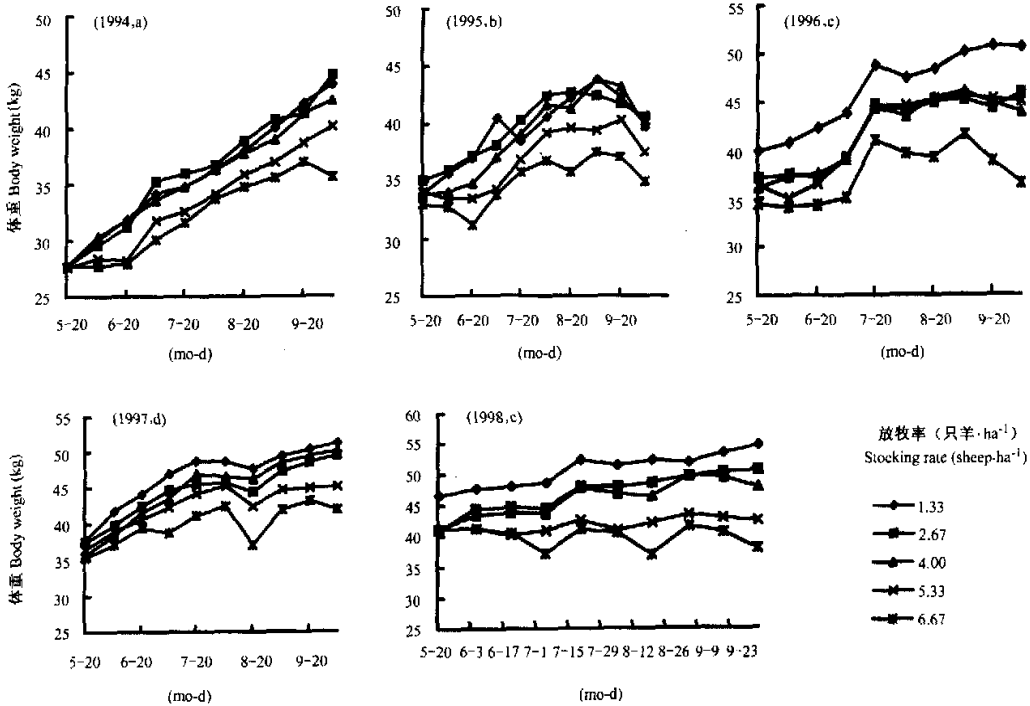 (1994,a)
体重 Body weight(kg)
50
45
40
35
30
25
5-20 6-20 7-20 8-20 9-20
(mo-d)
(1995,b)
50
45
40
35
30
25
5-20 6-20 7-20 8-20 9-20
(mo-d)
(1996,c)
55
50
45
40
35
30
25
5-20 6-20 7-20 8-20 9-20
(mo-d)
(1997,d)
体重 Body weight (kg)
55
50
45
40
35
30
25
5-20 6-20 7-20 8-20 9-20
(mo-d)
(1998,e)
60
55
50
45
40
35
30
25
5-20 6-3 6-17 7-1 7-15 7-29 8-12 8-26 9-9 9-23
(mo-d)
放牧率（只羊·ha⁻¹）
Stocking rate (sheep·ha⁻¹)
1.33
2.67
4.00
5.33
6.67